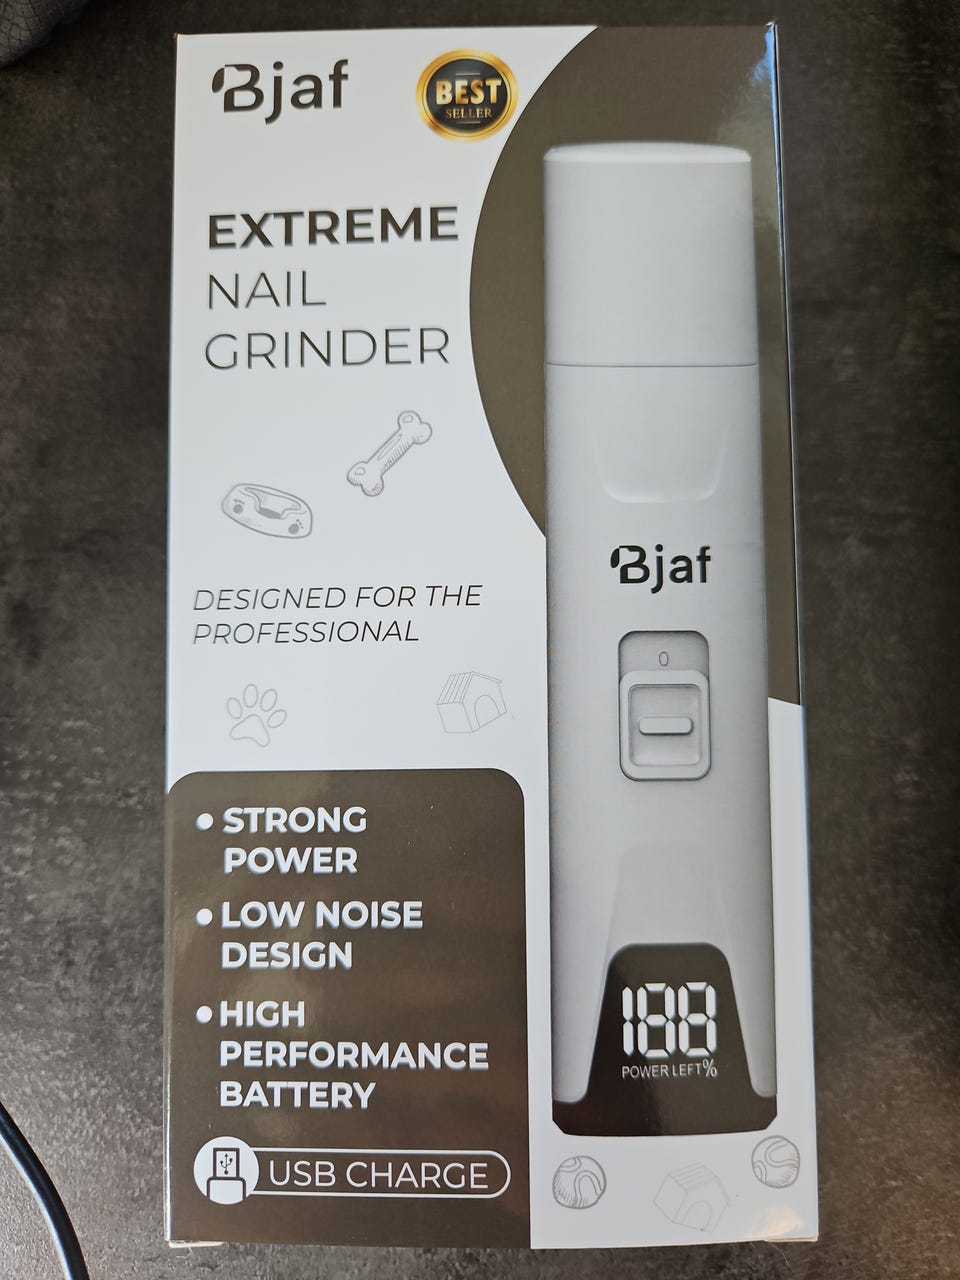 Bjaf
BEST
SELLER
EXTREME
NAIL
GRINDER
DESIGNED FOR THE
PROFESSIONAL
• STRONG
POWER
• LOW NOISE
DESIGN
• HIGH
PERFORMANCE
BATTERY
USB CHARGE
Bjaf
0
188
POWER LEFT%